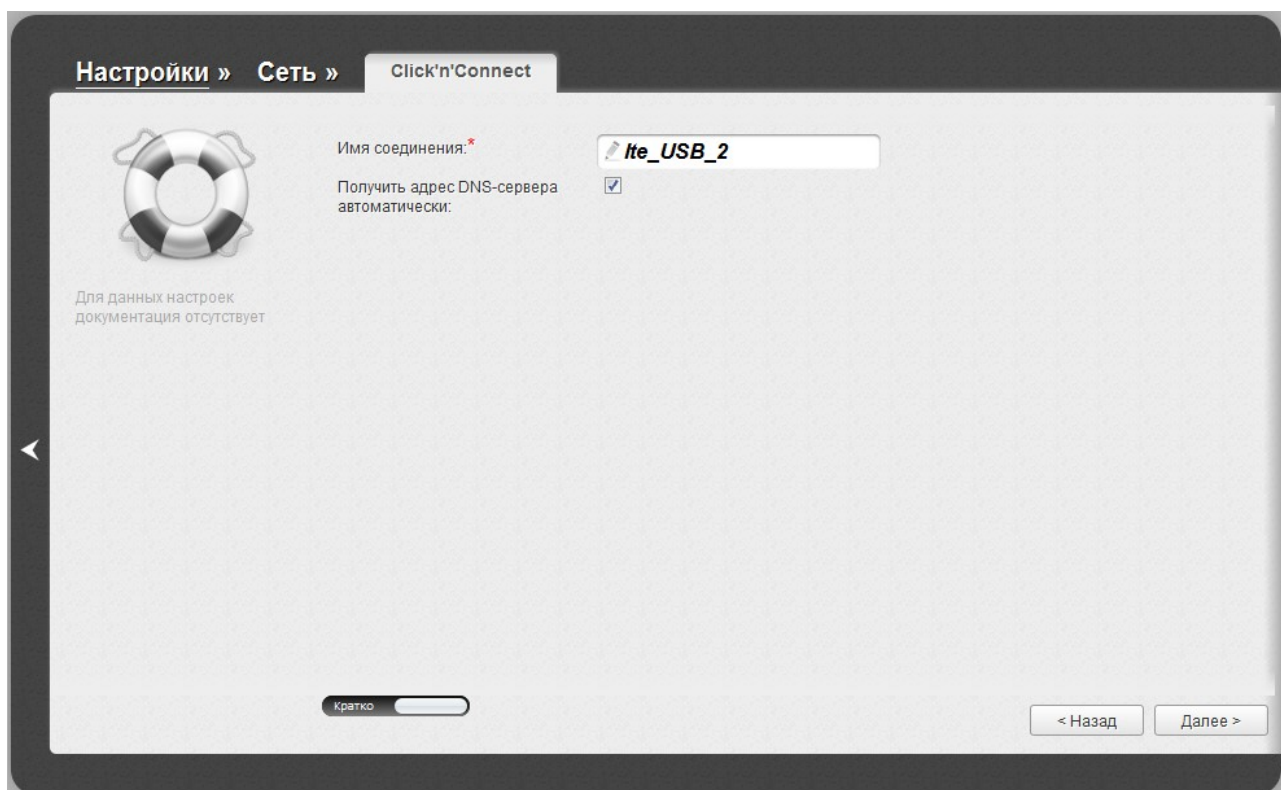 Настройки » Сеть » Click'n'Connect
Имя соединения:* lte_USB_2
Получить адрес DNS-сервера
автоматически:
Для данных настроек
документация отсутствует
Кратко
< Назад Далее >